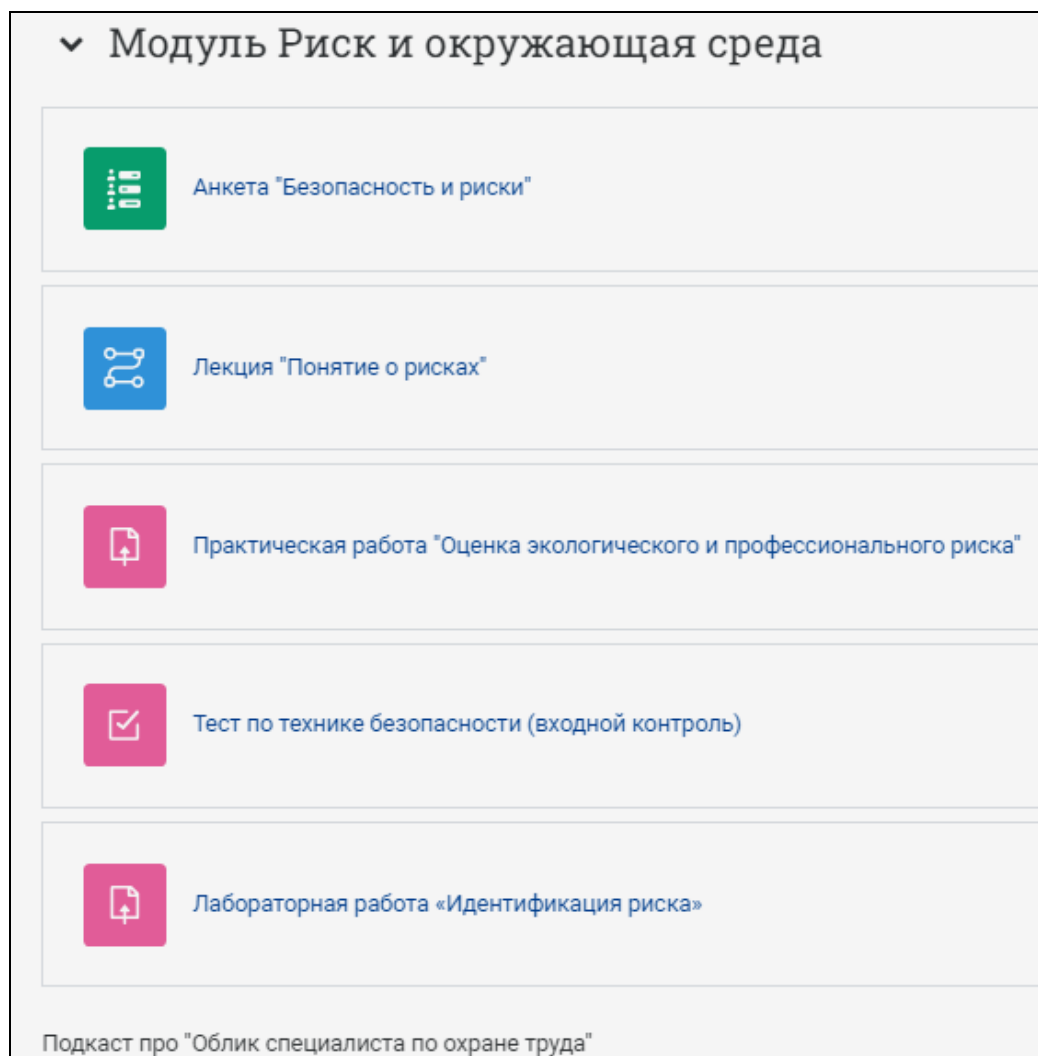 Модуль Риск и окружающая среда
Анкета "Безопасность и риски"
Лекция "Понятие о рисках"
Практическая работа "Оценка экологического и профессионального риска"
Тест по технике безопасности (входной контроль)
Лабораторная работа «Идентификация риска»
Подкаст про "Облик специалиста по охране труда"